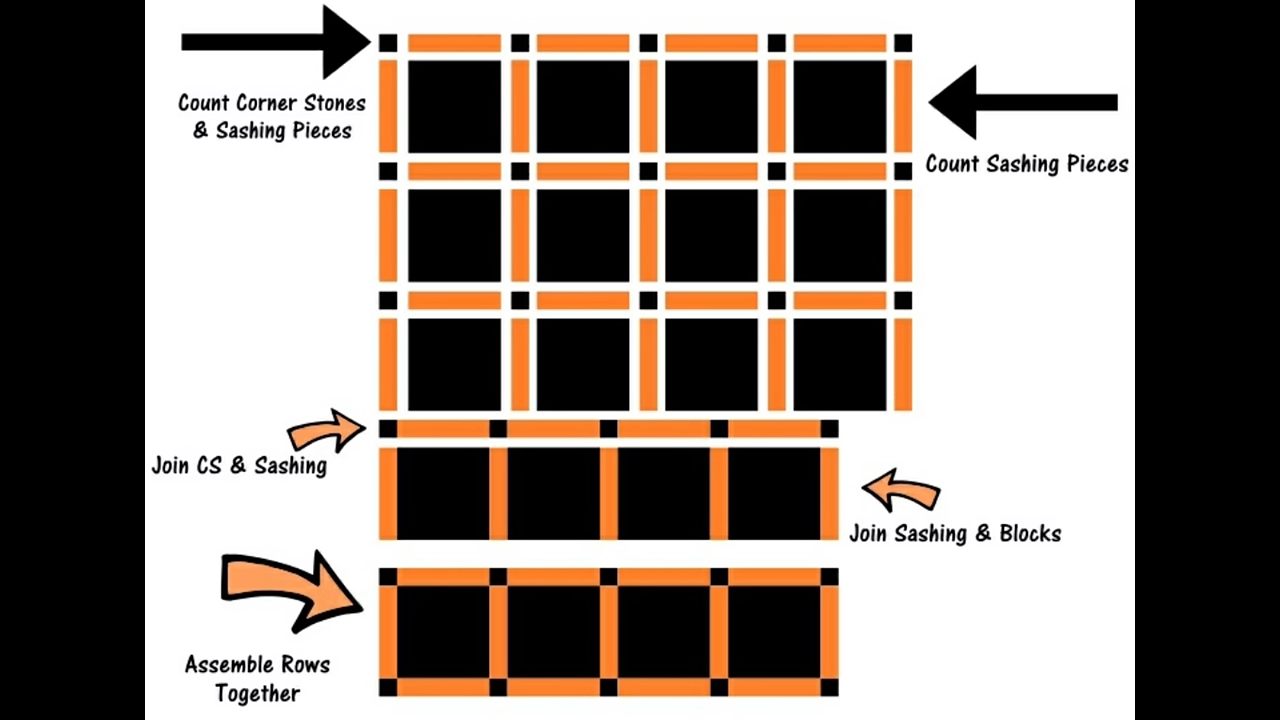 Count Corner Stones
& Sashing Pieces
Count Sashing Pieces
Join CS & Sashing
Join Sashing & Blocks
Assemble Rows
Together